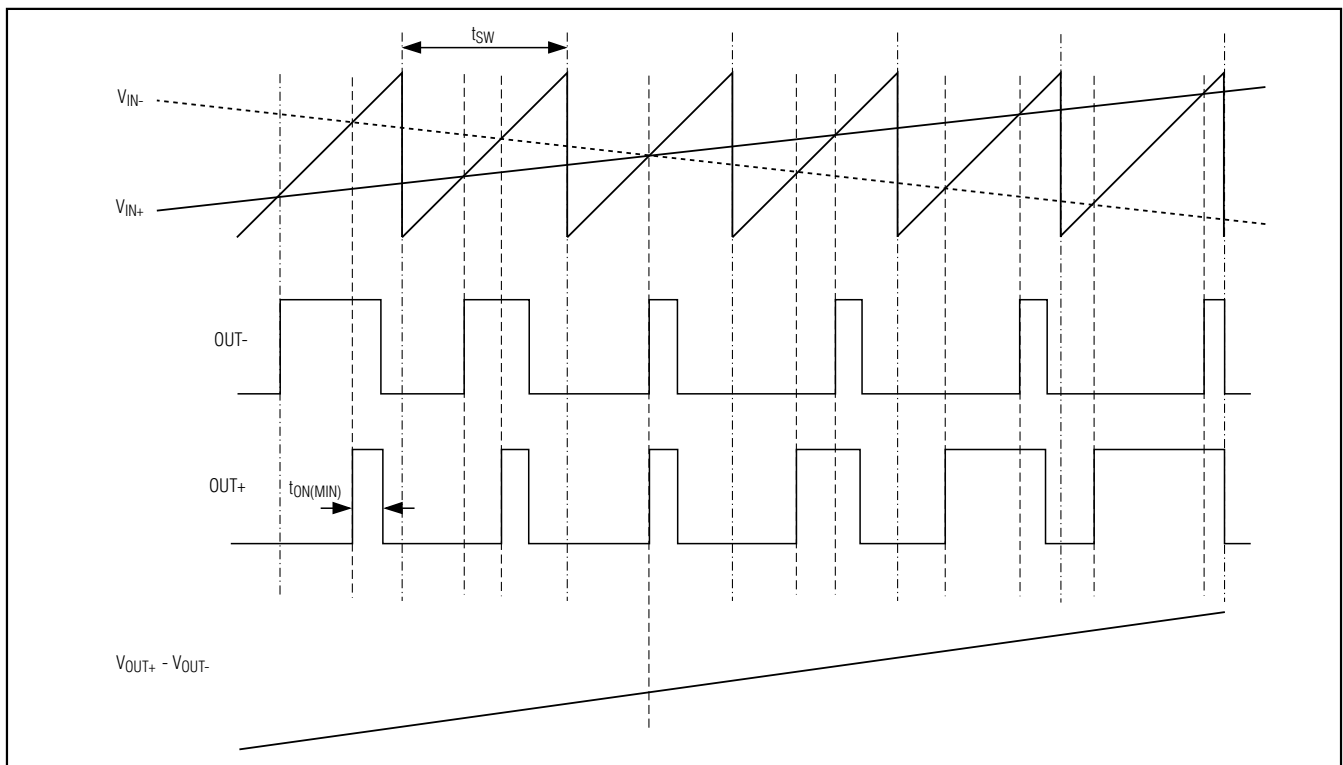 tSW
VIN-
VIN+
OUT-
OUT+
tON(MIN)
VOUT+ - VOUT-